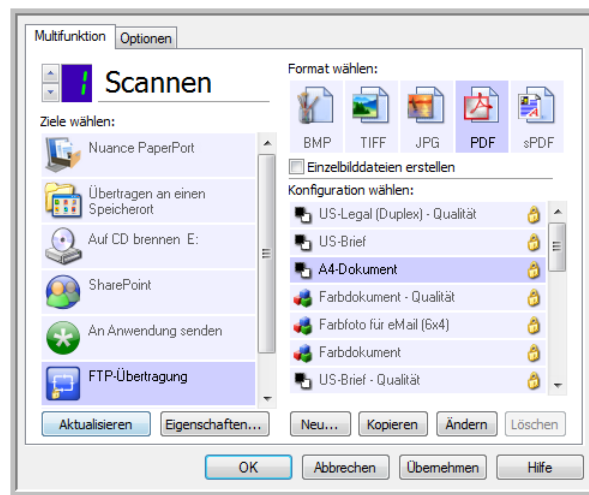 Multifunktion
Optionen
1 Scannen
Ziele wählen:
Nuance PaperPort
Übertragen an einen
Speicherort
Auf CD brennen E:
SharePoint
An Anwendung senden
FTP-Übertragung
Aktualisieren
Eigenschaften...
Format wählen:
BMP
TIFF
JPG
PDF
sPDF
Einzelbilddateien erstellen
Konfiguration wählen:
US-Legal (Duplex) - Qualität
US-Brief
A4-Dokument
Farbdokument - Qualität
Farbfoto für eMail (6x4)
Farbdokument
US-Brief - Qualität
Neu...
Kopieren
Ändern
Löschen
OK
Abbrechen
Übernehmen
Hilfe